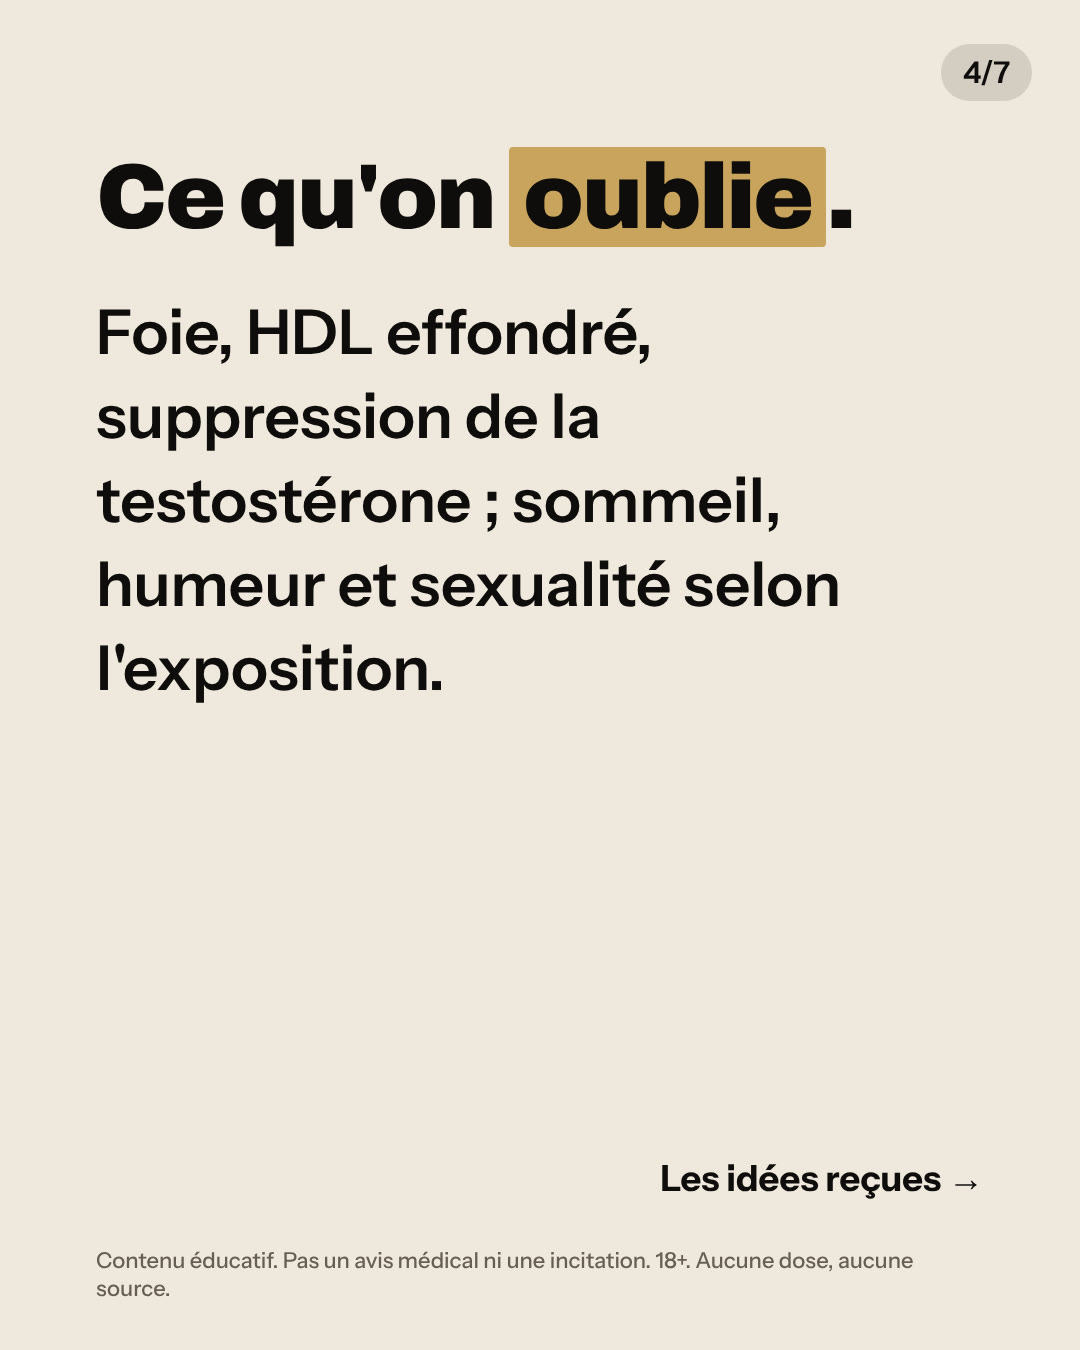 4/7
Ce qu'on oublie.
Foie, HDL effondré,
suppression de la
testostérone ; sommeil,
humeur et sexualité selon
l'exposition.
Les idées reçues →
Contenu éducatif. Pas un avis médical ni une incitation. 18+. Aucune dose, aucune
source.